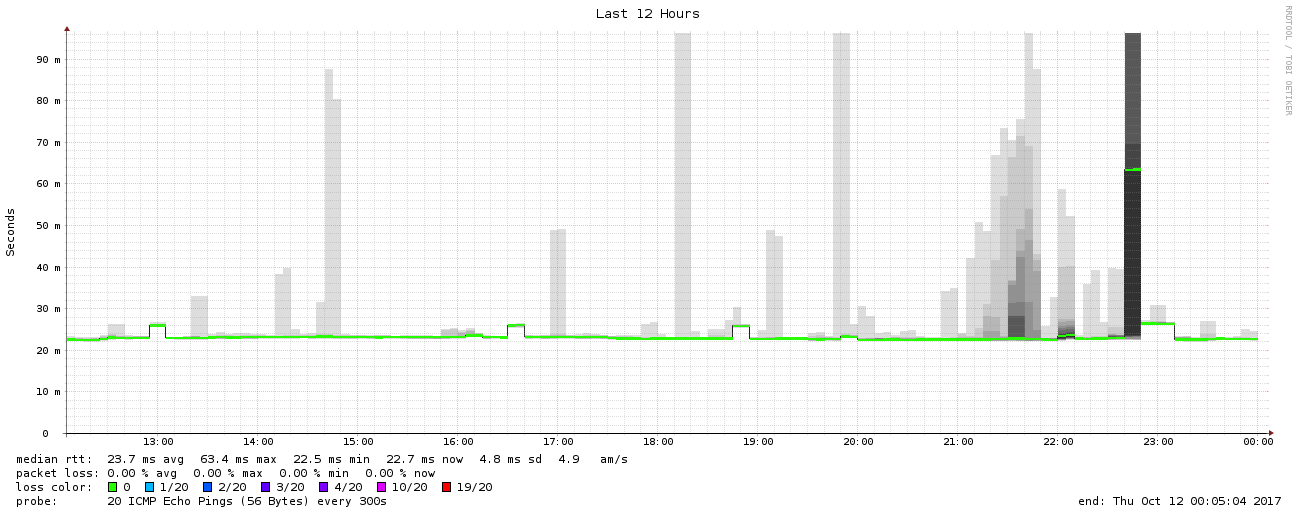 Last 12 Hours
RRDTOOL / TOBI OETIKER
Seconds
90 m
80 m
70 m
60 m
50 m
40 m
30 m
20 m
10 m
0
13:00 14:00 15:00 16:00 17:00 18:00 19:00 20:00 21:00 22:00 23:00 00:00
median rtt: 23.7 ms avg 63.4 ms max 22.5 ms min 22.7 ms now 4.8 ms sd 4.9 am/s
packet loss: 0.00 % avg 0.00 % max 0.00 % min 0.00 % now
loss color: 0 1/20 2/20 3/20 4/20 10/20 19/20
probe: 20 ICMP Echo Pings (56 Bytes) every 300s end: Thu Oct 12 00:05:04 2017